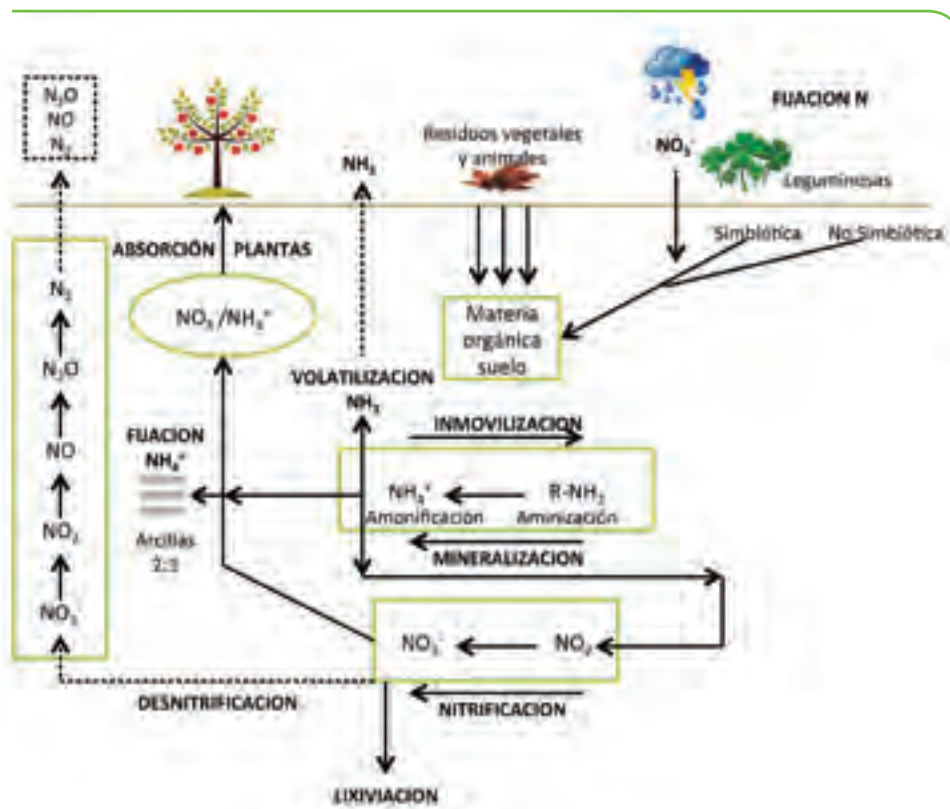 N₂O
NO
N₂
NH₃
Residuos vegetales
y animales
NO₃⁻
FIJACION N
Leguminosas
Simbiótica
No Simbiótica
ABSORCIÓN PLANTAS
NO₃⁻/NH₄⁺
Materia
orgánica
suelo
N₂
N₂O
NO
NO₂
NO₃
VOLATILIZACION
NH₃
FIJACION
NH₄⁺
Arcillas
2:1
INMOVILIZACION
NH₄⁺
R-NH₂
Amonificación
Aminización
MINERALIZACION
NO₃⁻
NO₂
NITRIFICACION
DESNITRIFICACION
LIXIVIACION